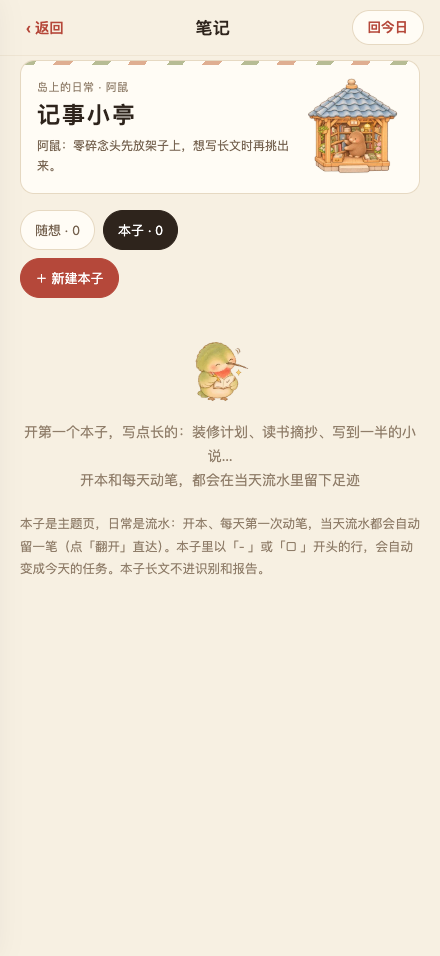 ‹ 返回
笔记
回今日
岛上的日常 · 阿鼠
记事小亭
阿鼠：零碎念头先放架子上，想写长文时再挑出
来。
随想 · 0
本子 · 0
＋ 新建本子
开第一个本子，写点长的：装修计划、读书摘抄、写到一半的小
说…
开本和每天动笔，都会在当天流水里留下足迹
本子是主题页，日常是流水：开本、每天第一次动笔，当天流水都会自动
留一笔（点「翻开」直达）。本子里以「- 」或「▢ 」开头的行，会自动
变成今天的任务。本子长文不进识别和报告。